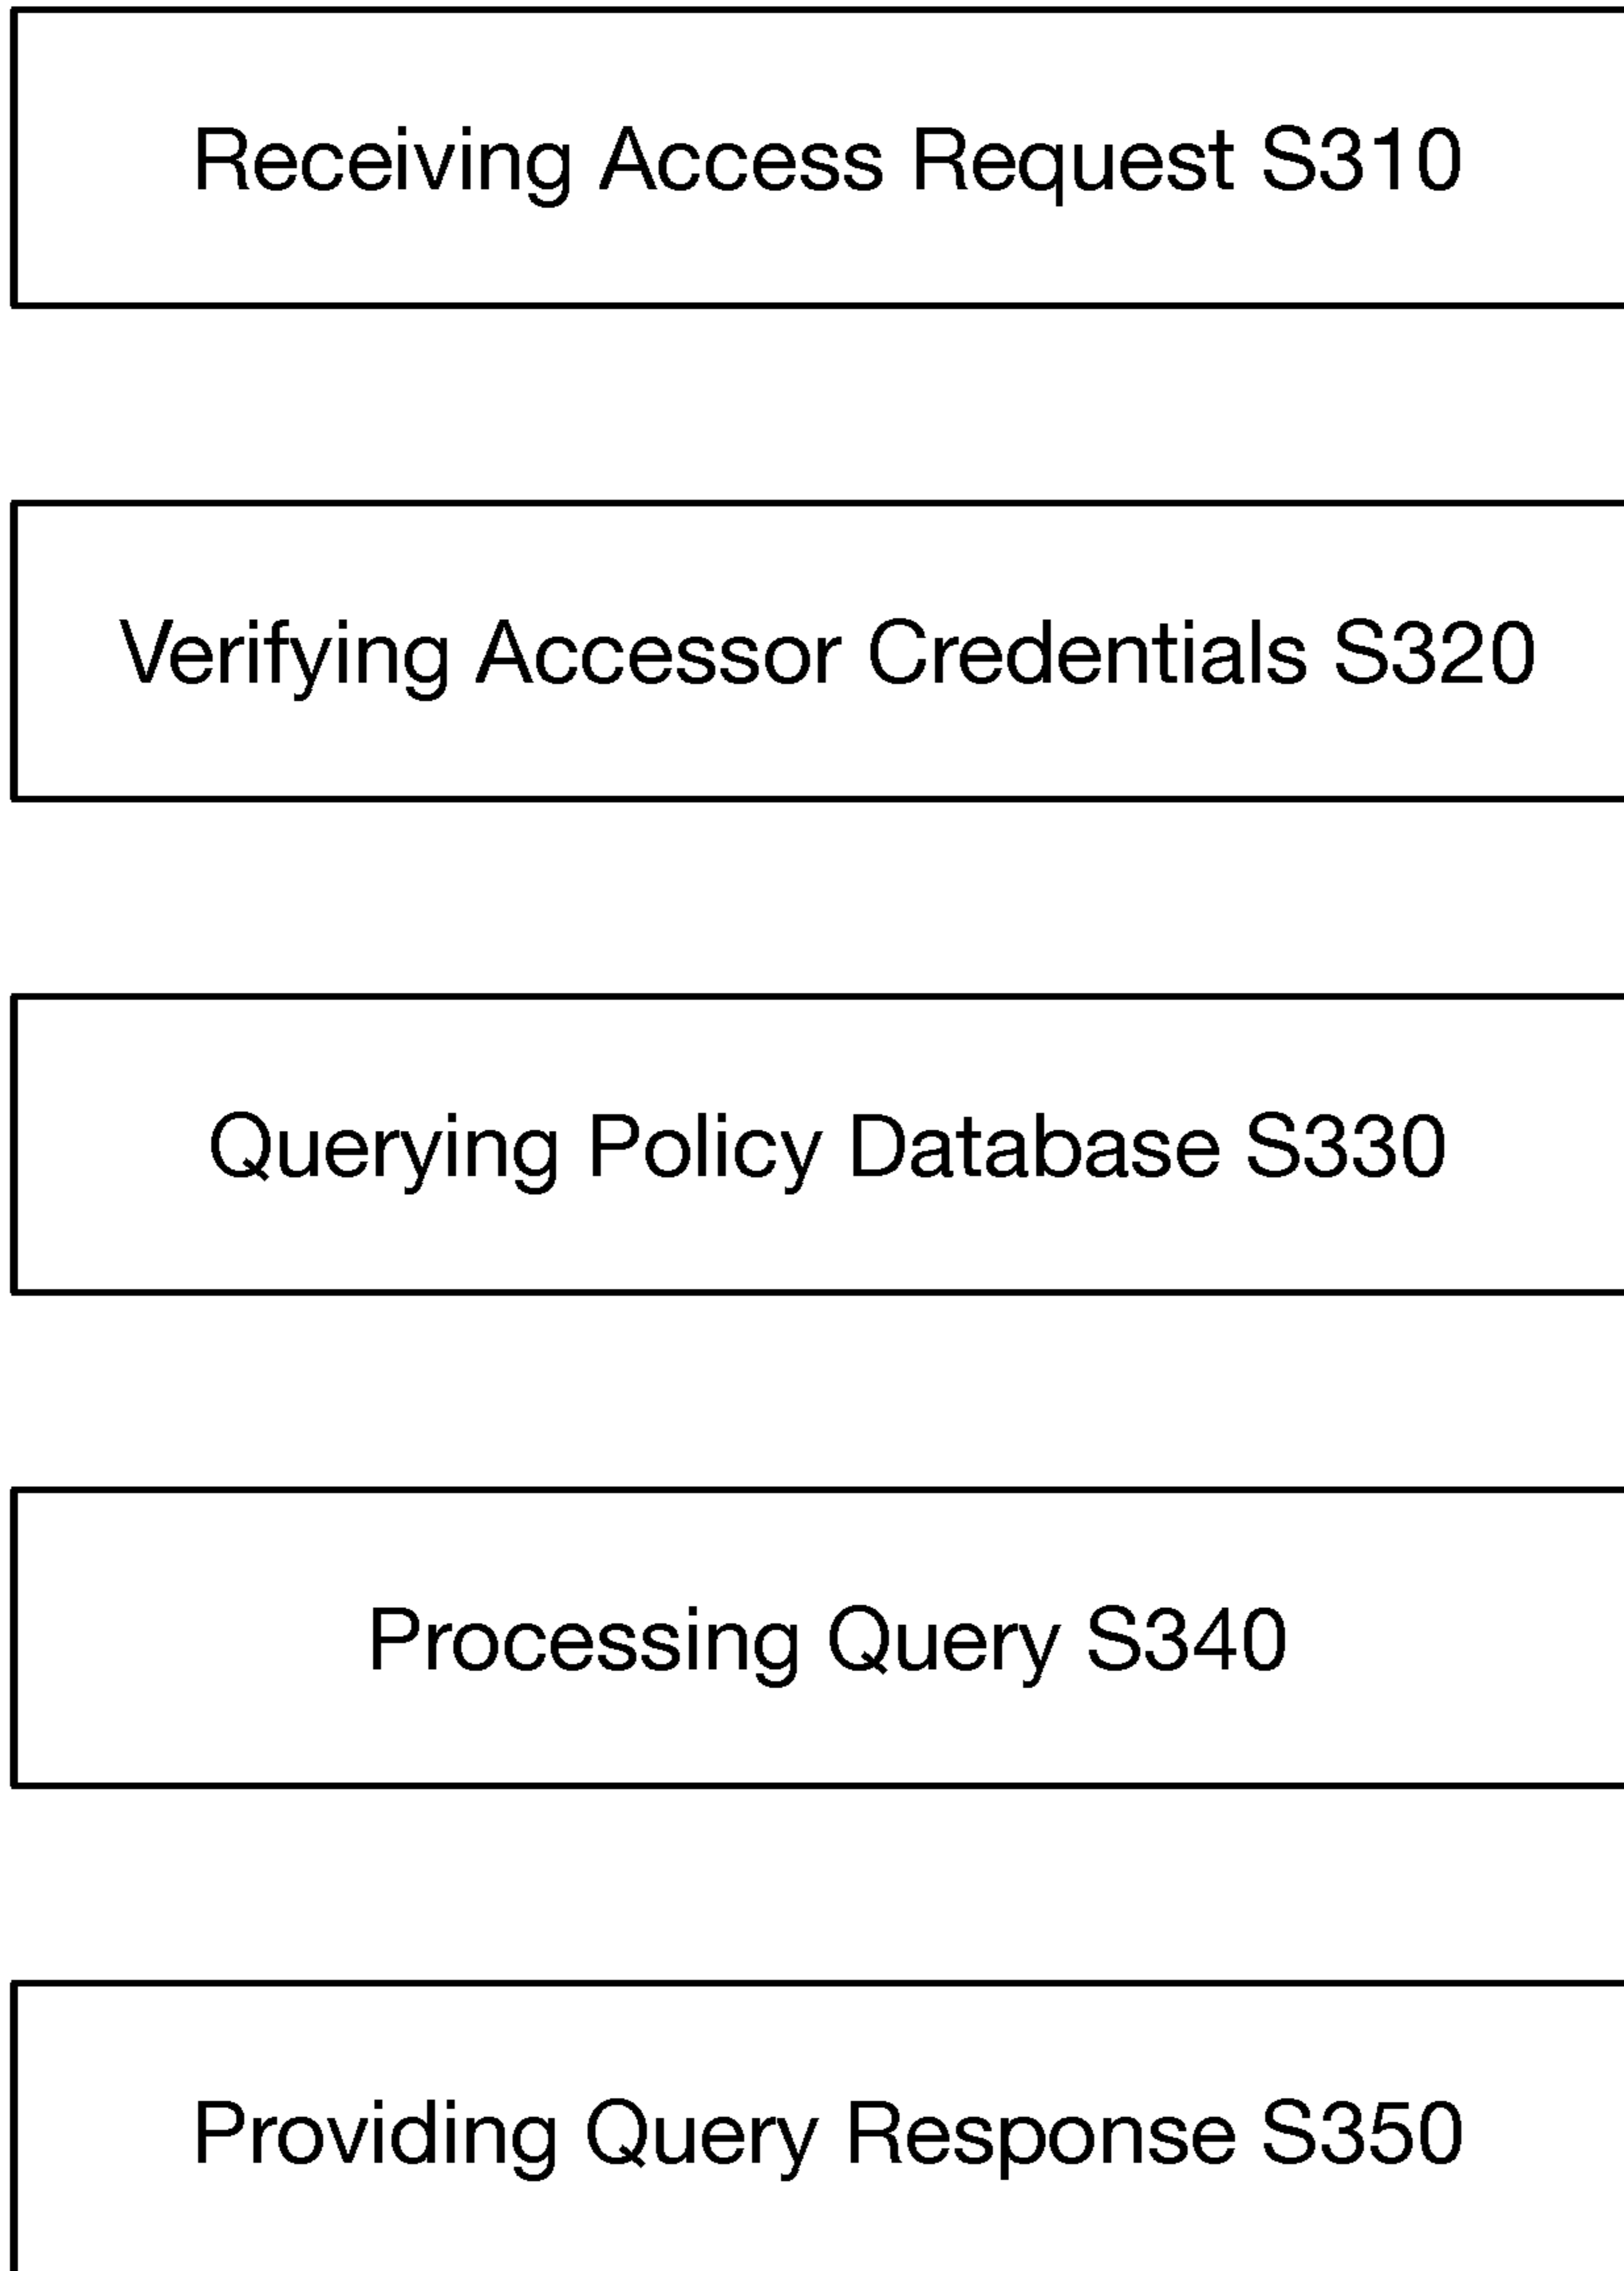 Receiving Access Request S310
Verifying Accessor Credentials S320
Querying Policy Database S330
Processing Query S340
Providing Query Response S350